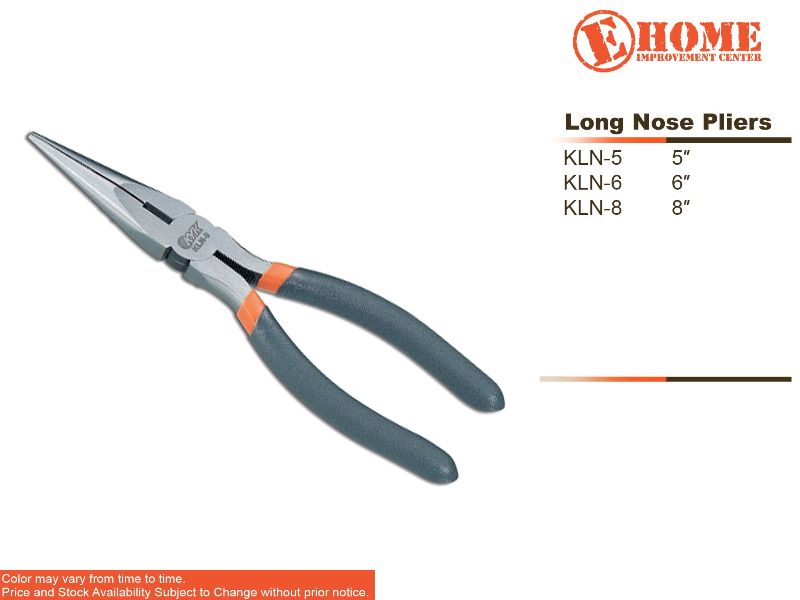 E HOME
IMPROVEMENT CENTER
Long Nose Pliers
KLN-5 5"
KLN-6 6"
KLN-8 8"
Color may vary from time to time.
Price and Stock Availability Subject to Change without prior notice.